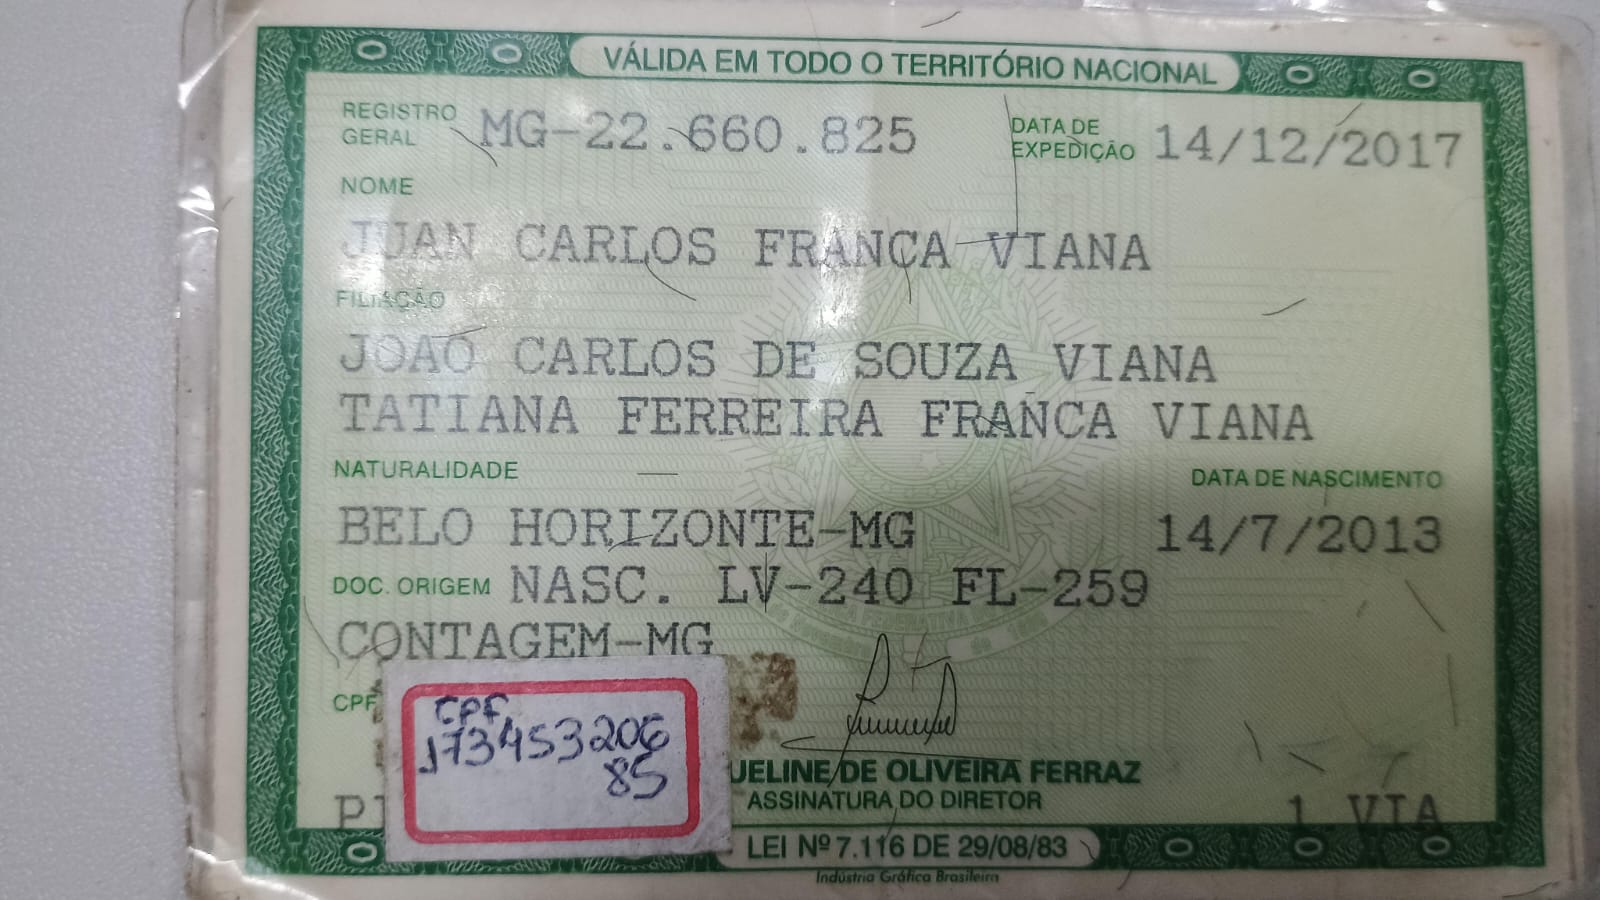 VÁLIDA EM TODO O TERRITÓRIO NACIONAL
REGISTRO GERAL MG-22.660.825 DATA DE EXPEDIÇÃO 14/12/2017
NOME
JUAN CARLOS FRANCA VIANA
FILIAÇÃO
JOAO CARLOS DE SOUZA VIANA
TATIANA FERREIRA FRANCA VIANA
NATURALIDADE DATA DE NASCIMENTO
BELO HORIZONTE-MG 14/7/2013
DOC. ORIGEM NASC. LV-240 FL-259
CONTAGEM-MG
CPF
CPF
173453206
85
UELINE DE OLIVEIRA FERRAZ
ASSINATURA DO DIRETOR
1 VIA
LEI Nº 7.116 DE 29/08/83
Indústria Gráfica Brasileira